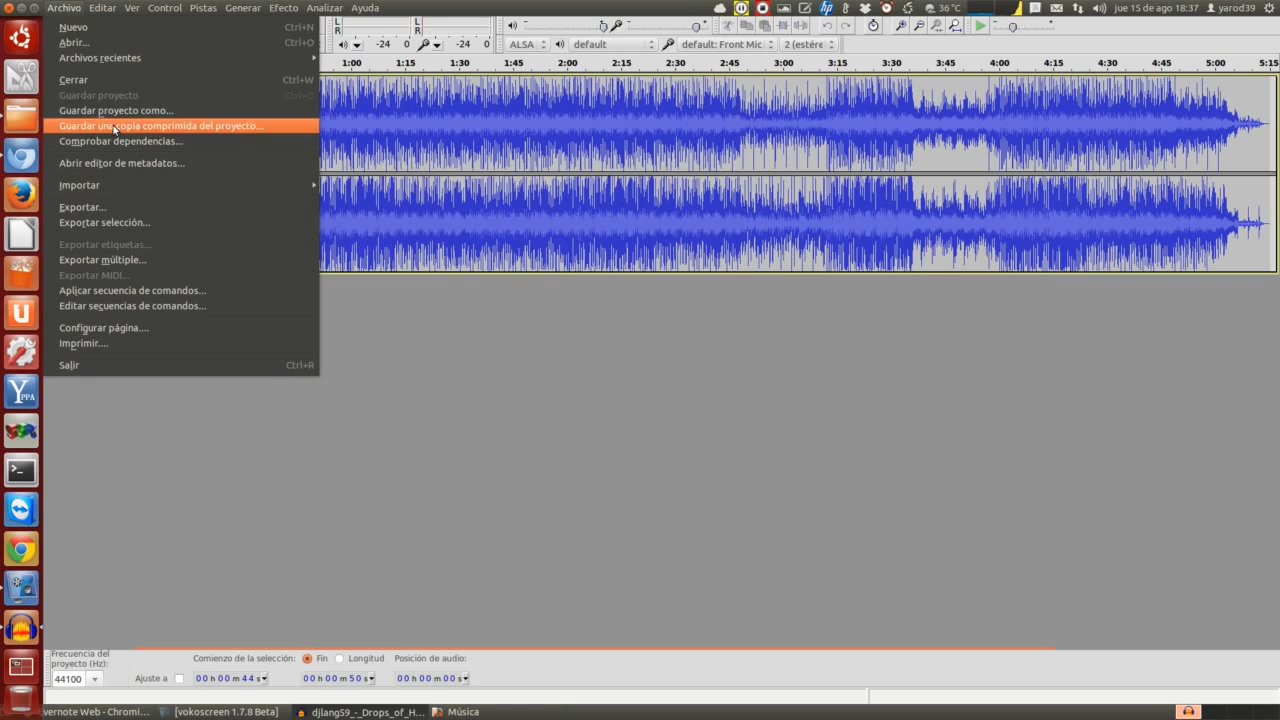 Archivo Editar Ver Control Pistas Generar Efecto Analizar Ayuda
36 °C jue 15 de ago 18:37 yarod39
Nuevo Ctrl+N
Abrir... Ctrl+O
Archivos recientes
Cerrar Ctrl+W
Guardar proyecto
Guardar proyecto como...
Guardar una copia comprimida del proyecto...
Comprobar dependencias...
Abrir editor de metadatos...
Importar
Exportar...
Exportar selección...
Exportar etiquetas...
Exportar múltiple...
Exportar MIDI...
Aplicar secuencia de comandos...
Editar secuencias de comandos...
Configurar página....
Imprimir....
Salir Ctrl+R
L
R
L
R
-24 0 -24 0
ALSA default default: Front Mic 2 (estére
1:00 1:15 1:30 1:45 2:00 2:15 2:30 2:45 3:00 3:15 3:30 3:45 4:00 4:15 4:30 4:45 5:00 5:15
hp
YPPA
Frecuencia del
proyecto (Hz):
44100
Ajuste a
Comienzo de la selección: Fin Longitud Posición de audio:
00 h 00 m 44 s 00 h 00 m 50 s 00 h 00 m 00 s
Evernote Web - Chromi... [vokoscreen 1.7.8 Beta] djlang59_-_Drops_of_H... Música